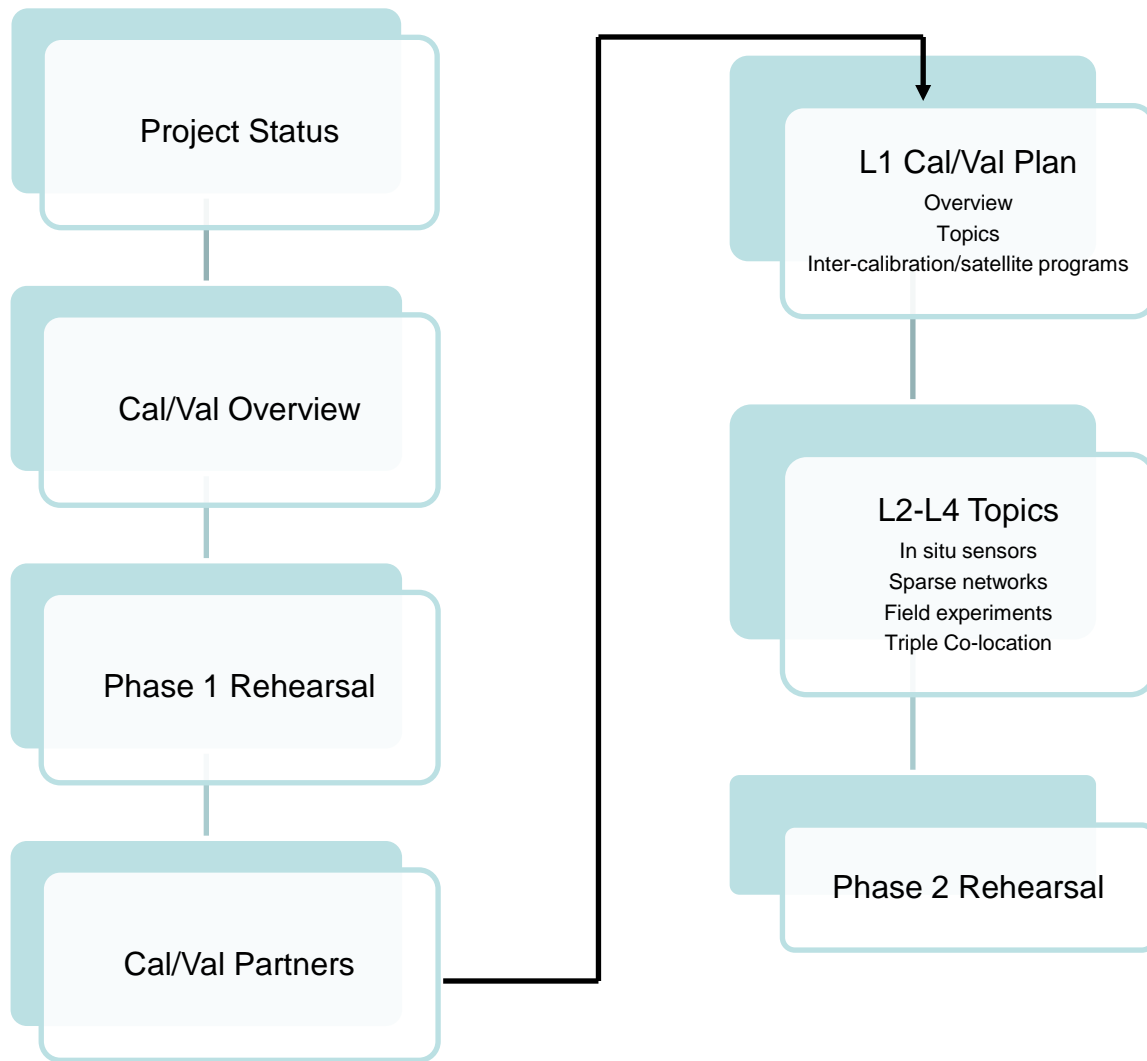 Project Status
Cal/Val Overview
Phase 1 Rehearsal
Cal/Val Partners
L1 Cal/Val Plan
Overview
Topics
Inter-calibration/satellite programs
L2-L4 Topics
In situ sensors
Sparse networks
Field experiments
Triple Co-location
Phase 2 Rehearsal